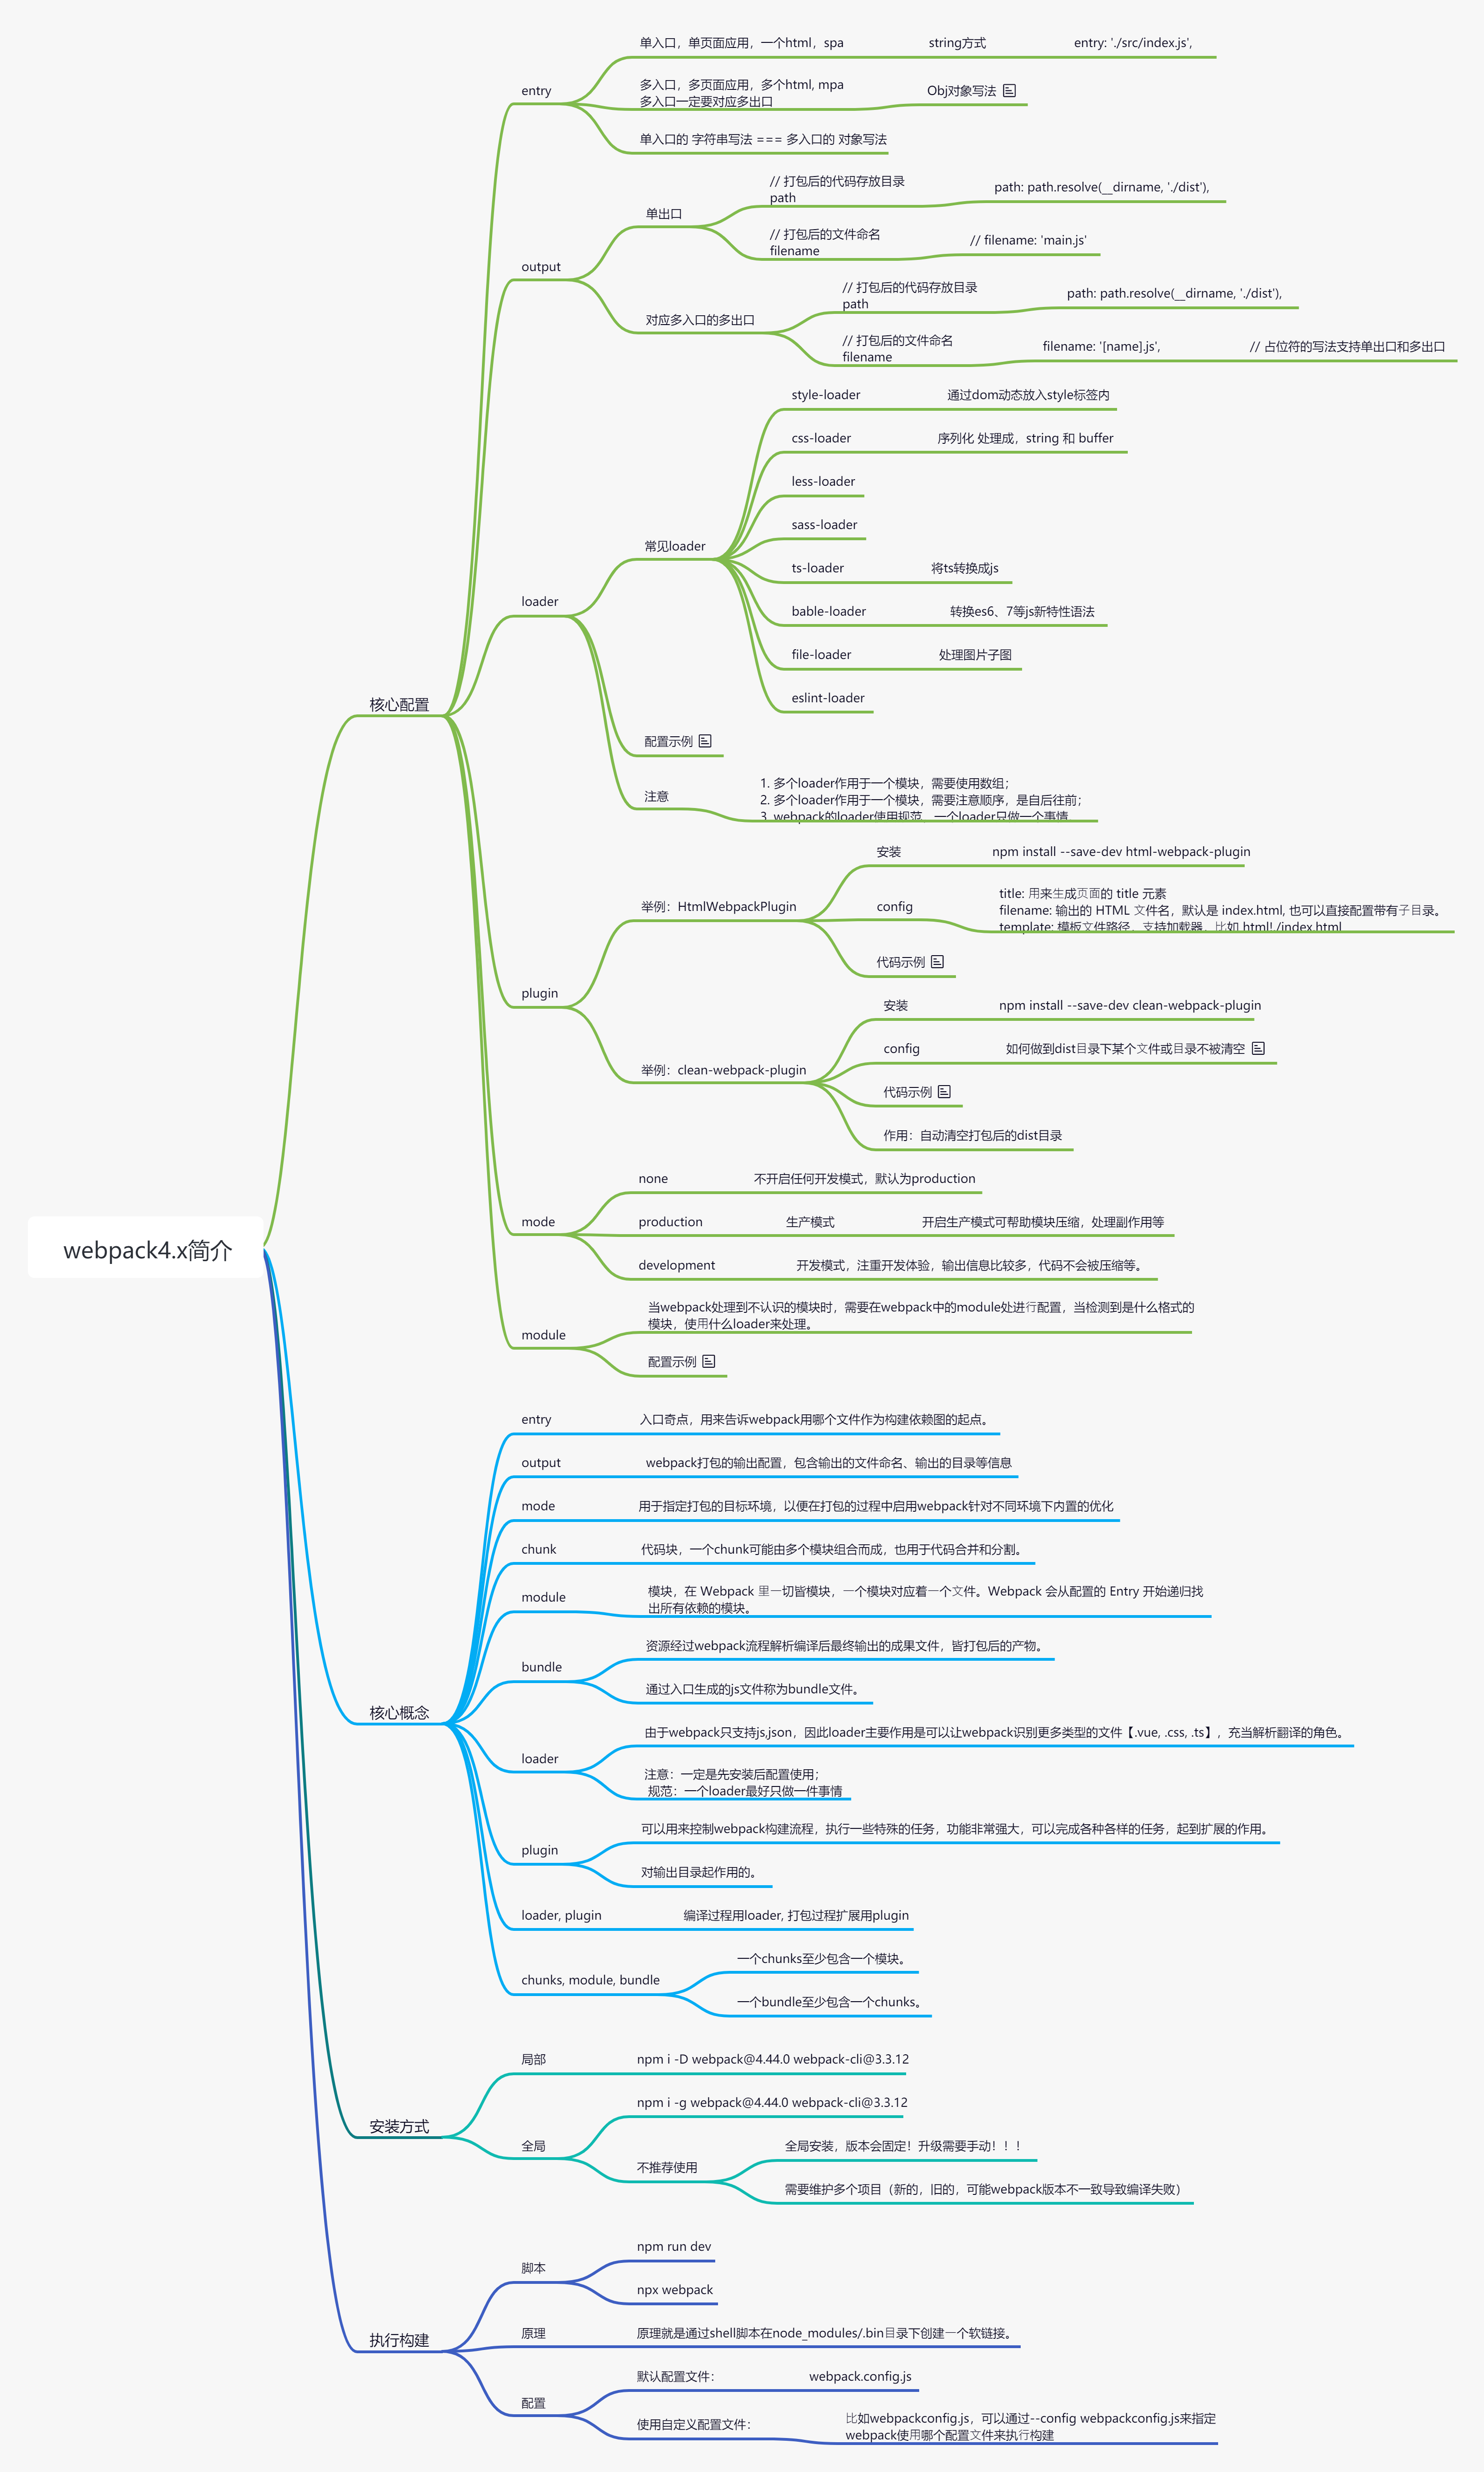 webpack4.x简介
核心配置
entry
单入口，单页面应用，一个html，spa
string方式
entry: './src/index.js',
多入口，多页面应用，多个html, mpa
多入口一定要对应多出口
Obj对象写法
单入口的 字符串写法 === 多入口的 对象写法
output
单出口
// 打包后的代码存放目录
path
path: path.resolve(__dirname, './dist'),
// 打包后的文件命名
filename
// filename: 'main.js'
对应多入口的多出口
// 打包后的代码存放目录
path
path: path.resolve(__dirname, './dist'),
// 打包后的文件命名
filename
filename: '[name].js',
// 占位符的写法支持单出口和多出口
loader
常见loader
style-loader
通过dom动态放入style标签内
css-loader
序列化 处理成，string 和 buffer
less-loader
sass-loader
ts-loader
将ts转换成js
bable-loader
转换es6、7等js新特性语法
file-loader
处理图片子图
eslint-loader
配置示例
注意
1. 多个loader作用于一个模块，需要使用数组；
2. 多个loader作用于一个模块，需要注意顺序，是自后往前；
3. webpack的loader使用规范，一个loader只做一个事情
plugin
举例：HtmlWebpackPlugin
安装
npm install --save-dev html-webpack-plugin
config
title: 用来生成页面的 title 元素
filename: 输出的 HTML 文件名，默认是 index.html, 也可以直接配置带有子目录。
template: 模板文件路径，支持加载器，比如 html!./index.html
代码示例
举例：clean-webpack-plugin
安装
npm install --save-dev clean-webpack-plugin
config
如何做到dist目录下某个文件或目录不被清空
代码示例
作用：自动清空打包后的dist目录
mode
none
不开启任何开发模式，默认为production
production
生产模式
开启生产模式可帮助模块压缩，处理副作用等
development
开发模式，注重开发体验，输出信息比较多，代码不会被压缩等。
module
当webpack处理到不认识的模块时，需要在webpack中的module处进行配置，当检测到是什么格式的
模块，使用什么loader来处理。
配置示例
核心概念
entry
入口奇点，用来告诉webpack用哪个文件作为构建依赖图的起点。
output
webpack打包的输出配置，包含输出的文件命名、输出的目录等信息
mode
用于指定打包的目标环境，以便在打包的过程中启用webpack针对不同环境下内置的优化
chunk
代码块，一个chunk可能由多个模块组合而成，也用于代码合并和分割。
module
模块，在 Webpack 里一切皆模块，一个模块对应着一个文件。Webpack 会从配置的 Entry 开始递归找
出所有依赖的模块。
bundle
资源经过webpack流程解析编译后最终输出的成果文件，皆打包后的产物。
通过入口生成的js文件称为bundle文件。
loader
由于webpack只支持js,json，因此loader主要作用是可以让webpack识别更多类型的文件【.vue, .css, .ts】，充当解析翻译的角色。
注意：一定是先安装后配置使用；
规范：一个loader最好只做一件事情
plugin
可以用来控制webpack构建流程，执行一些特殊的任务，功能非常强大，可以完成各种各样的任务，起到扩展的作用。
对输出目录起作用的。
loader, plugin
编译过程用loader, 打包过程扩展用plugin
chunks, module, bundle
一个chunks至少包含一个模块。
一个bundle至少包含一个chunks。
安装方式
局部
npm i -D webpack@4.44.0 webpack-cli@3.3.12
全局
npm i -g webpack@4.44.0 webpack-cli@3.3.12
不推荐使用
全局安装，版本会固定！升级需要手动！！！
需要维护多个项目（新的，旧的，可能webpack版本不一致导致编译失败）
执行构建
脚本
npm run dev
npx webpack
原理
原理就是通过shell脚本在node_modules/.bin目录下创建一个软链接。
配置
默认配置文件：
webpack.config.js
使用自定义配置文件：
比如webpackconfig.js，可以通过--config webpackconfig.js来指定
webpack使用哪个配置文件来执行构建